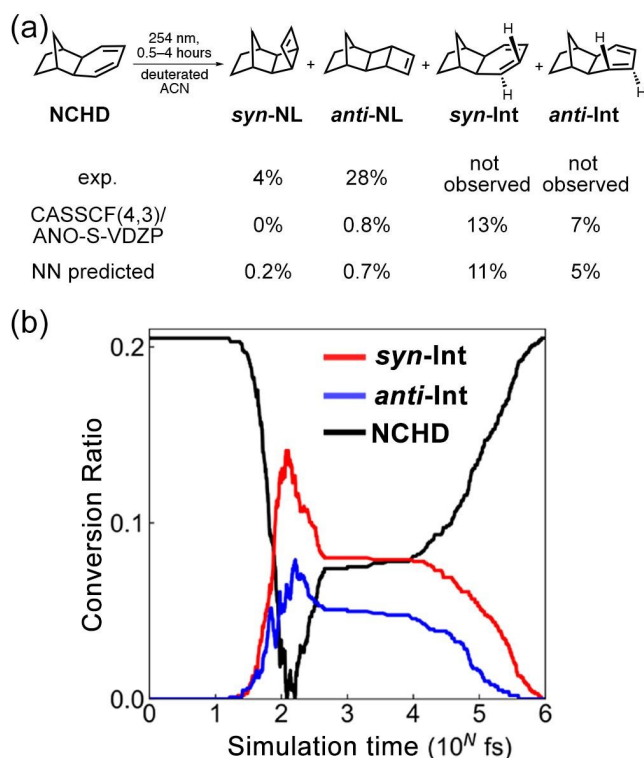 (a)
254 nm,
0.5–4 hours
deuterated
ACN
+ + +
H
H
H
H
NCHD syn-NL anti-NL syn-Int anti-Int
exp. 4% 28% not observed not observed
CASSCF(4,3)/
ANO-S-VDZP 0% 0.8% 13% 7%
NN predicted 0.2% 0.7% 11% 5%
(b)
syn-Int
anti-Int
NCHD
Conversion Ratio
0.2
0.1
0.0
0 1 2 3 4 5 6
Simulation time (10^N fs)